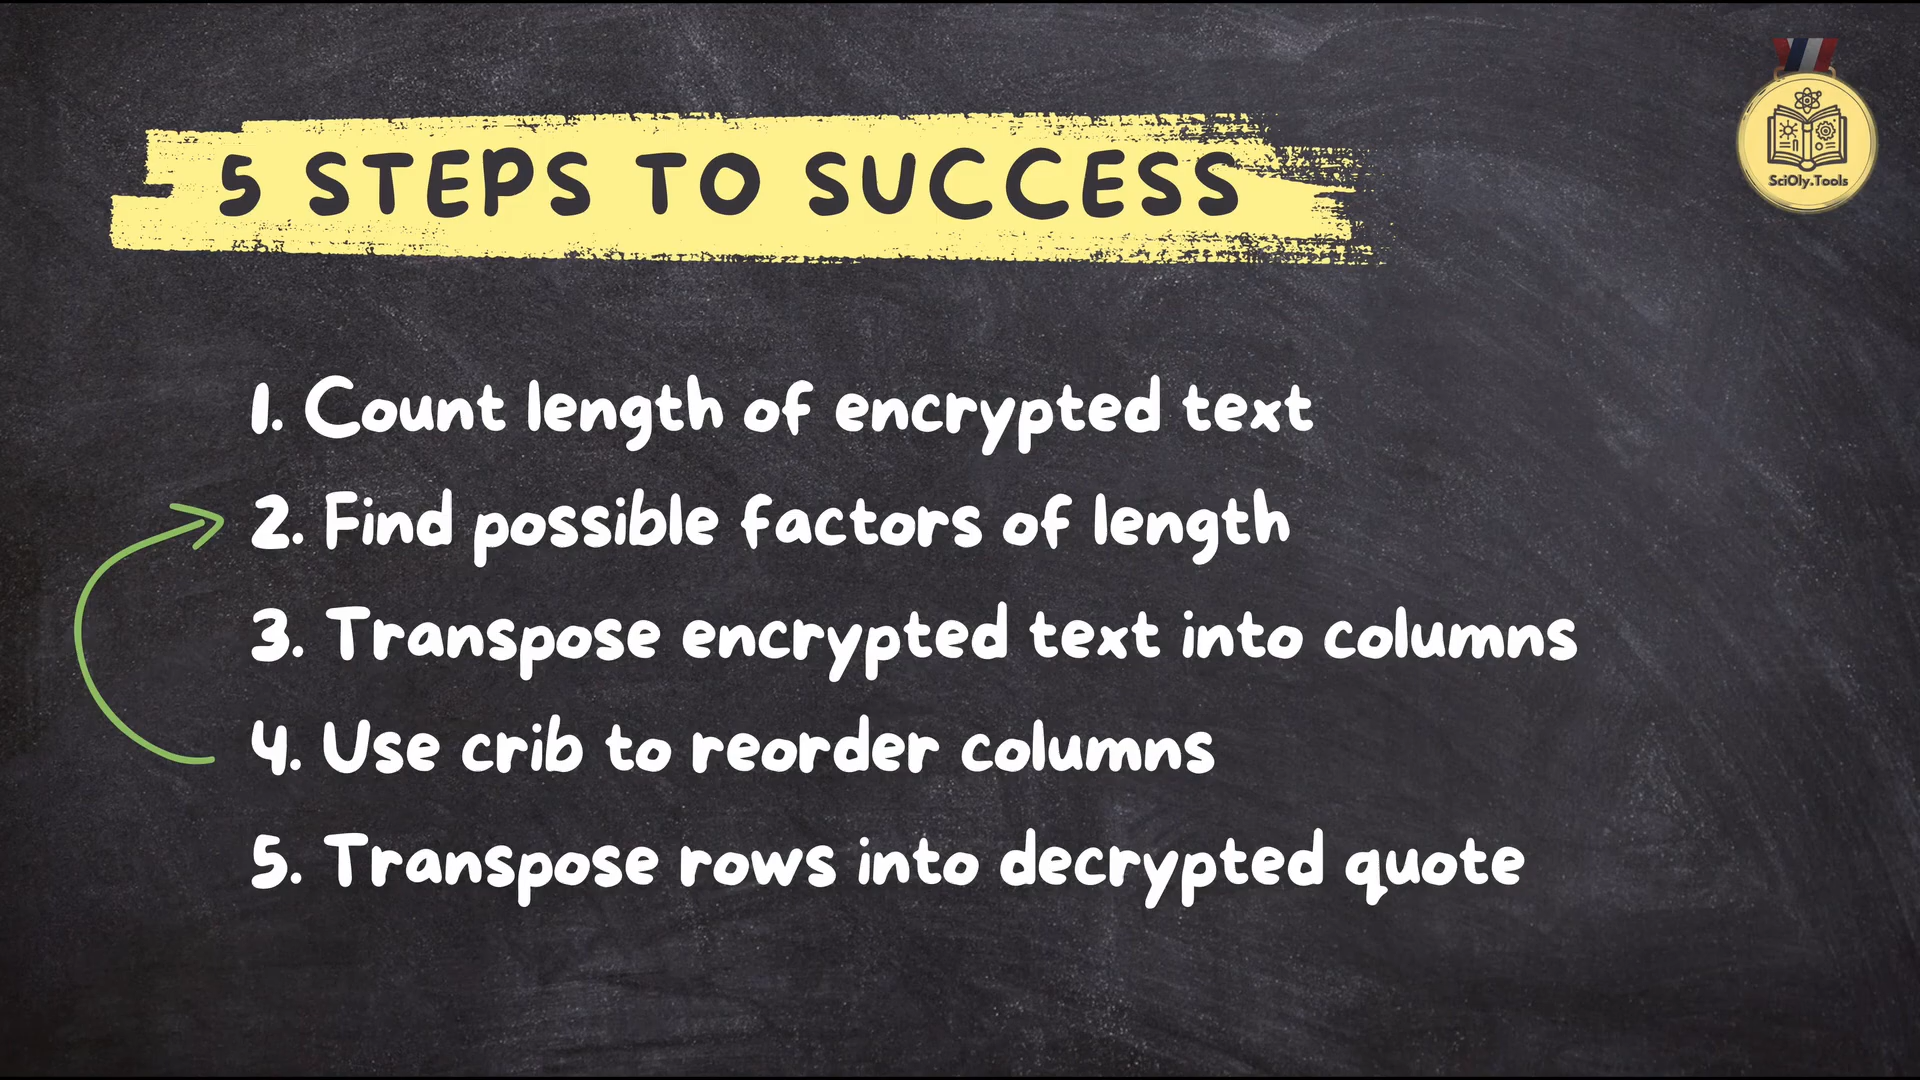 5 STEPS TO SUCCESS
SciOly.Tools
1. Count length of encrypted text
2. Find possible factors of length
3. Transpose encrypted text into columns
4. Use crib to reorder columns
5. Transpose rows into decrypted quote